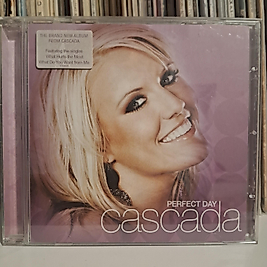 THE BRAND NEW ALBUM
FROM CASCADA
Featuring the singles
What Hurts the Most
What Do You Want From Me
PERFECT DAY
cascada